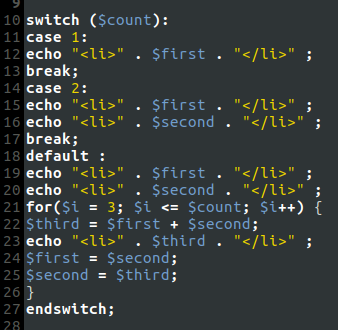 9
10 switch ($count):
11 case 1:
12 echo "<li>" . $first . "</li>" ;
13 break;
14 case 2:
15 echo "<li>" . $first . "</li>" ;
16 echo "<li>" . $second . "</li>" ;
17 break;
18 default :
19 echo "<li>" . $first . "</li>" ;
20 echo "<li>" . $second . "</li>" ;
21 for($i = 3; $i <= $count; $i++) {
22 $third = $first + $second;
23 echo "<li>" . $third . "</li>" ;
24 $first = $second;
25 $second = $third;
26 }
27 endswitch;
28